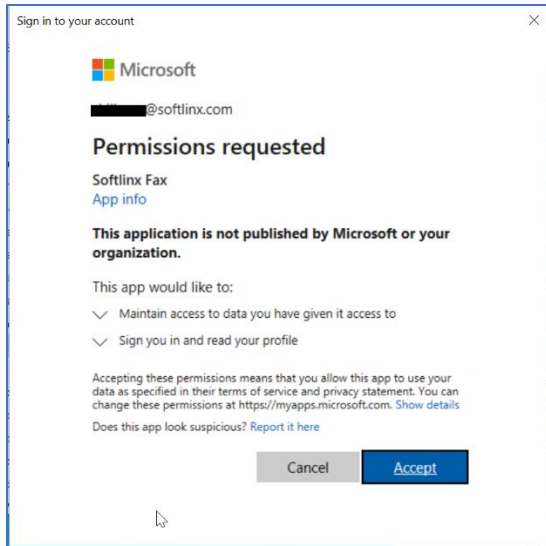 Sign in to your account
Microsoft
@softlinx.com
Permissions requested
Softlinx Fax
App info
This application is not published by Microsoft or your
organization.
This app would like to:
Maintain access to data you have given it access to
Sign you in and read your profile
Accepting these permissions means that you allow this app to use your
data as specified in their terms of service and privacy statement. You can
change these permissions at https://myapps.microsoft.com. Show details
Does this app look suspicious? Report it here
Cancel
Accept